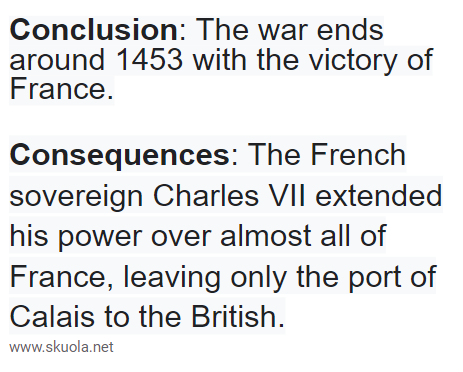 Conclusion: The war ends
around 1453 with the victory of
France.
Consequences: The French
sovereign Charles VII extended
his power over almost all of
France, leaving only the port of
Calais to the British.
www.skuola.net